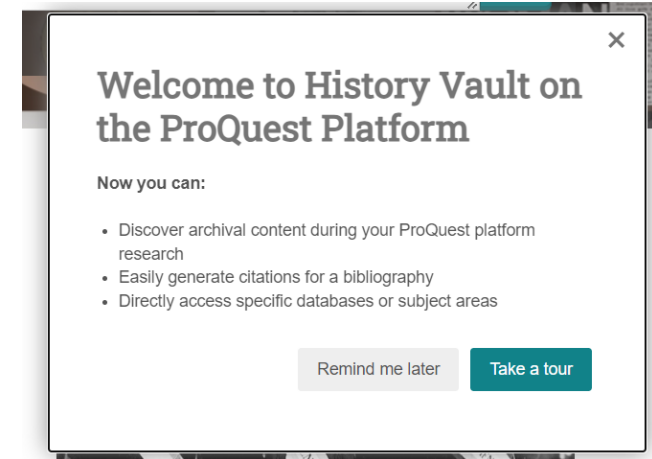 Welcome to History Vault on
the ProQuest Platform
Now you can:
• Discover archival content during your ProQuest platform
research
• Easily generate citations for a bibliography
• Directly access specific databases or subject areas
Remind me later
Take a tour